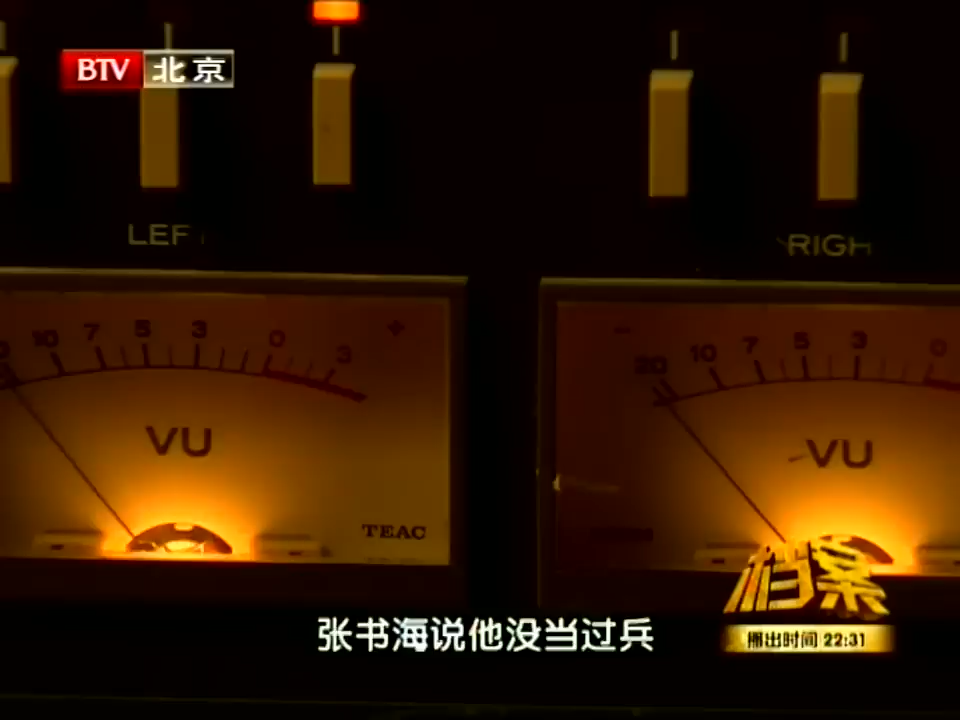 BTV 北京
LEFT
RIGH
10 7 5 3 0 3 +
- 20 10 7 5 3 0
VU
VU
TEAC
档案
张书海说他没当过兵
播出时间 22:31